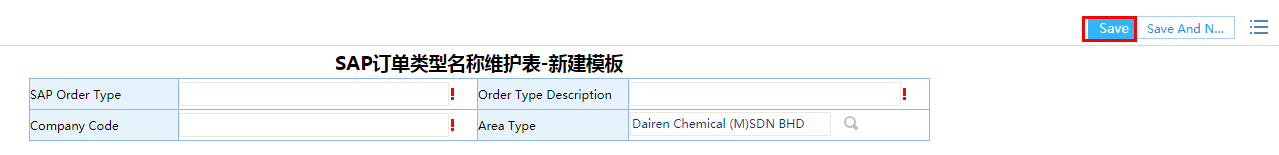 Save Save And N...
SAP订单类型名称维护表-新建模板
SAP Order Type ! Order Type Description !
Company Code ! Area Type Dairen Chemical (M)SDN BHD